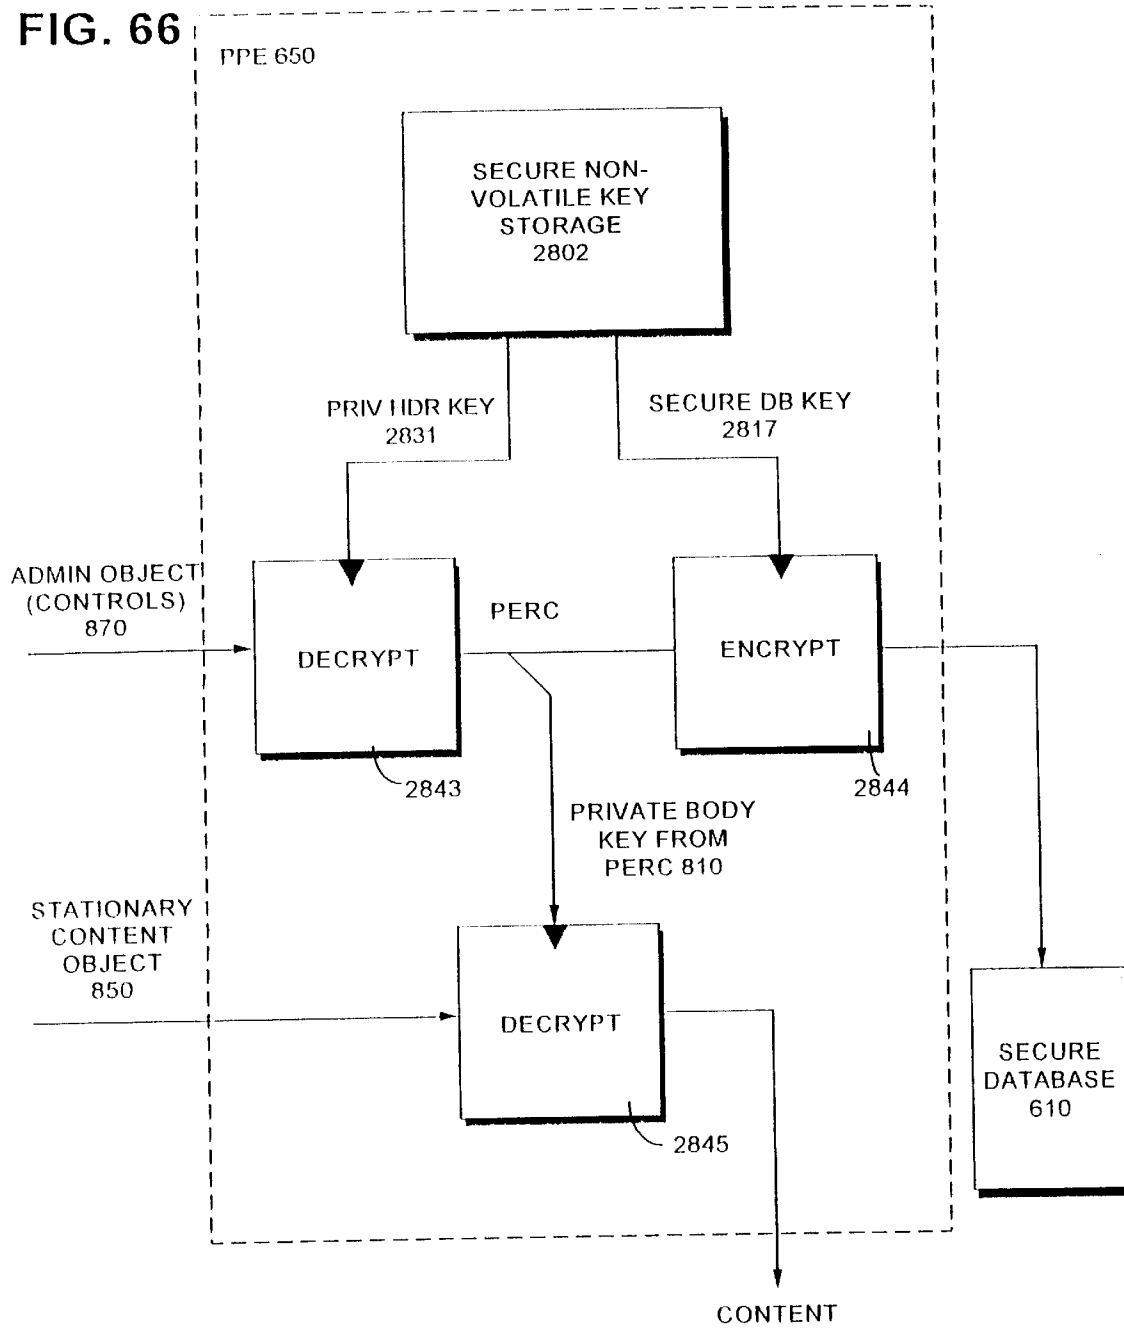 FIG. 66
PPE 650
SECURE NON-
VOLATILE KEY
STORAGE
2802
PRIV HDR KEY
2831
SECURE DB KEY
2817
ADMIN OBJECT
(CONTROLS)
870
DECRYPT
PERC
ENCRYPT
2843
2844
PRIVATE BODY
KEY FROM
PERC 810
STATIONARY
CONTENT
OBJECT
850
DECRYPT
2845
SECURE
DATABASE
610
CONTENT